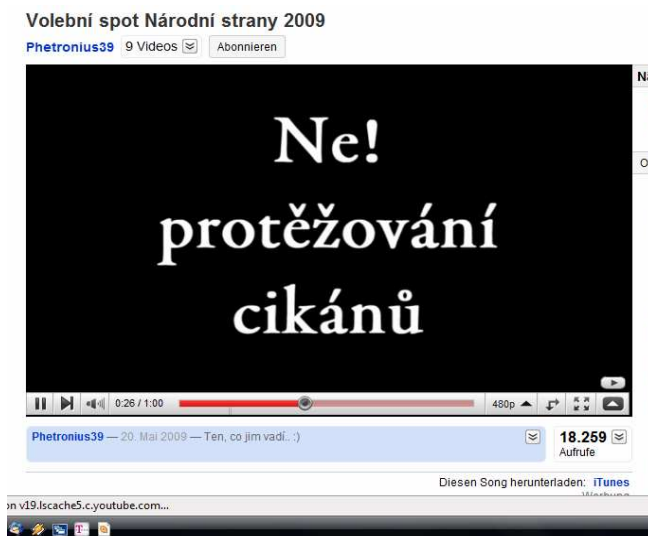 Volební spot Národní strany 2009
Phetronius39 9 Videos Abonnieren
Ne!
protěžování
cikánů
0:26 / 1:00 480p
Phetronius39 — 20. Mai 2009 — Ten, co jim vadí.. :)
18.259
Aufrufe
Diesen Song herunterladen: iTunes
Werbung
on v19.lscache5.c.youtube.com...